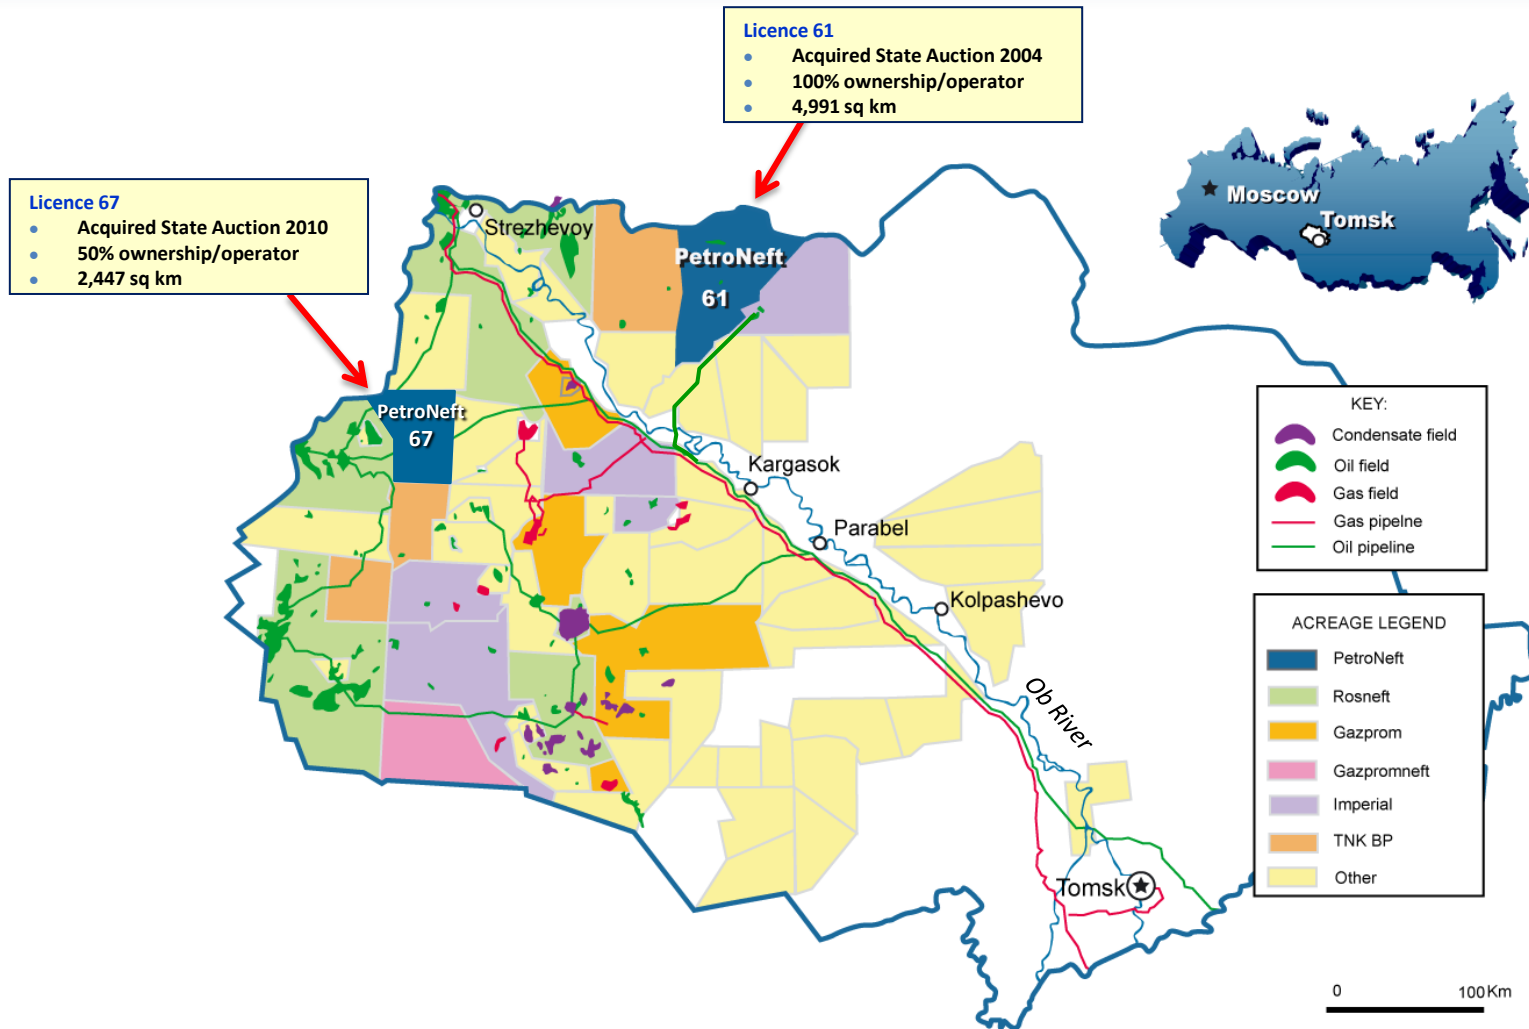 Licence 61
• Acquired State Auction 2004
• 100% ownership/operator
• 4,991 sq km
Licence 67
• Acquired State Auction 2010
• 50% ownership/operator
• 2,447 sq km
Moscow
Tomsk
Strezhevoy
PetroNeft
61
PetroNeft
67
Kargasok
Parabel
Kolpashevo
Ob River
Tomsk
KEY:
Condensate field
Oil field
Gas field
Gas pipelne
Oil pipeline
ACREAGE LEGEND
PetroNeft
Rosneft
Gazprom
Gazpromneft
Imperial
TNK BP
Other
0 100Km